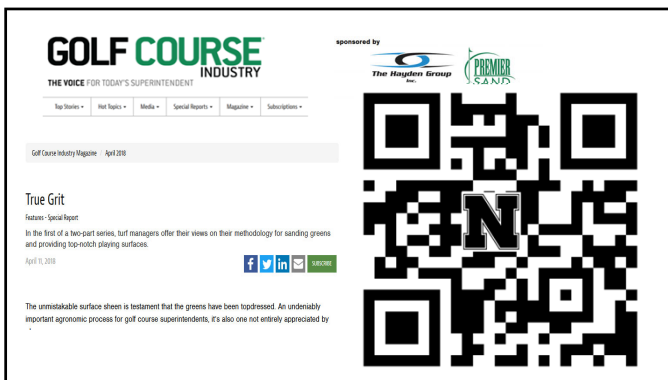 GOLF COURSE
INDUSTRY
THE VOICE FOR TODAY'S SUPERINTENDENT
Top Stories Hot Topics Media Special Reports Magazine Subscriptions
Golf Course Industry Magazine / April 2018
True Grit
Features - Special Report
In the first of a two-part series, turf managers offer their views on their methodology for sanding greens
and providing top-notch playing surfaces.
April 11, 2018
f in SUBSCRIBE
The unmistakable surface sheen is testament that the greens have been topdressed. An undeniably
important agronomic process for golf course superintendents, it's also one not entirely appreciated by
sponsored by
The Hayden Group
Inc.
PREMIER
SAND
N